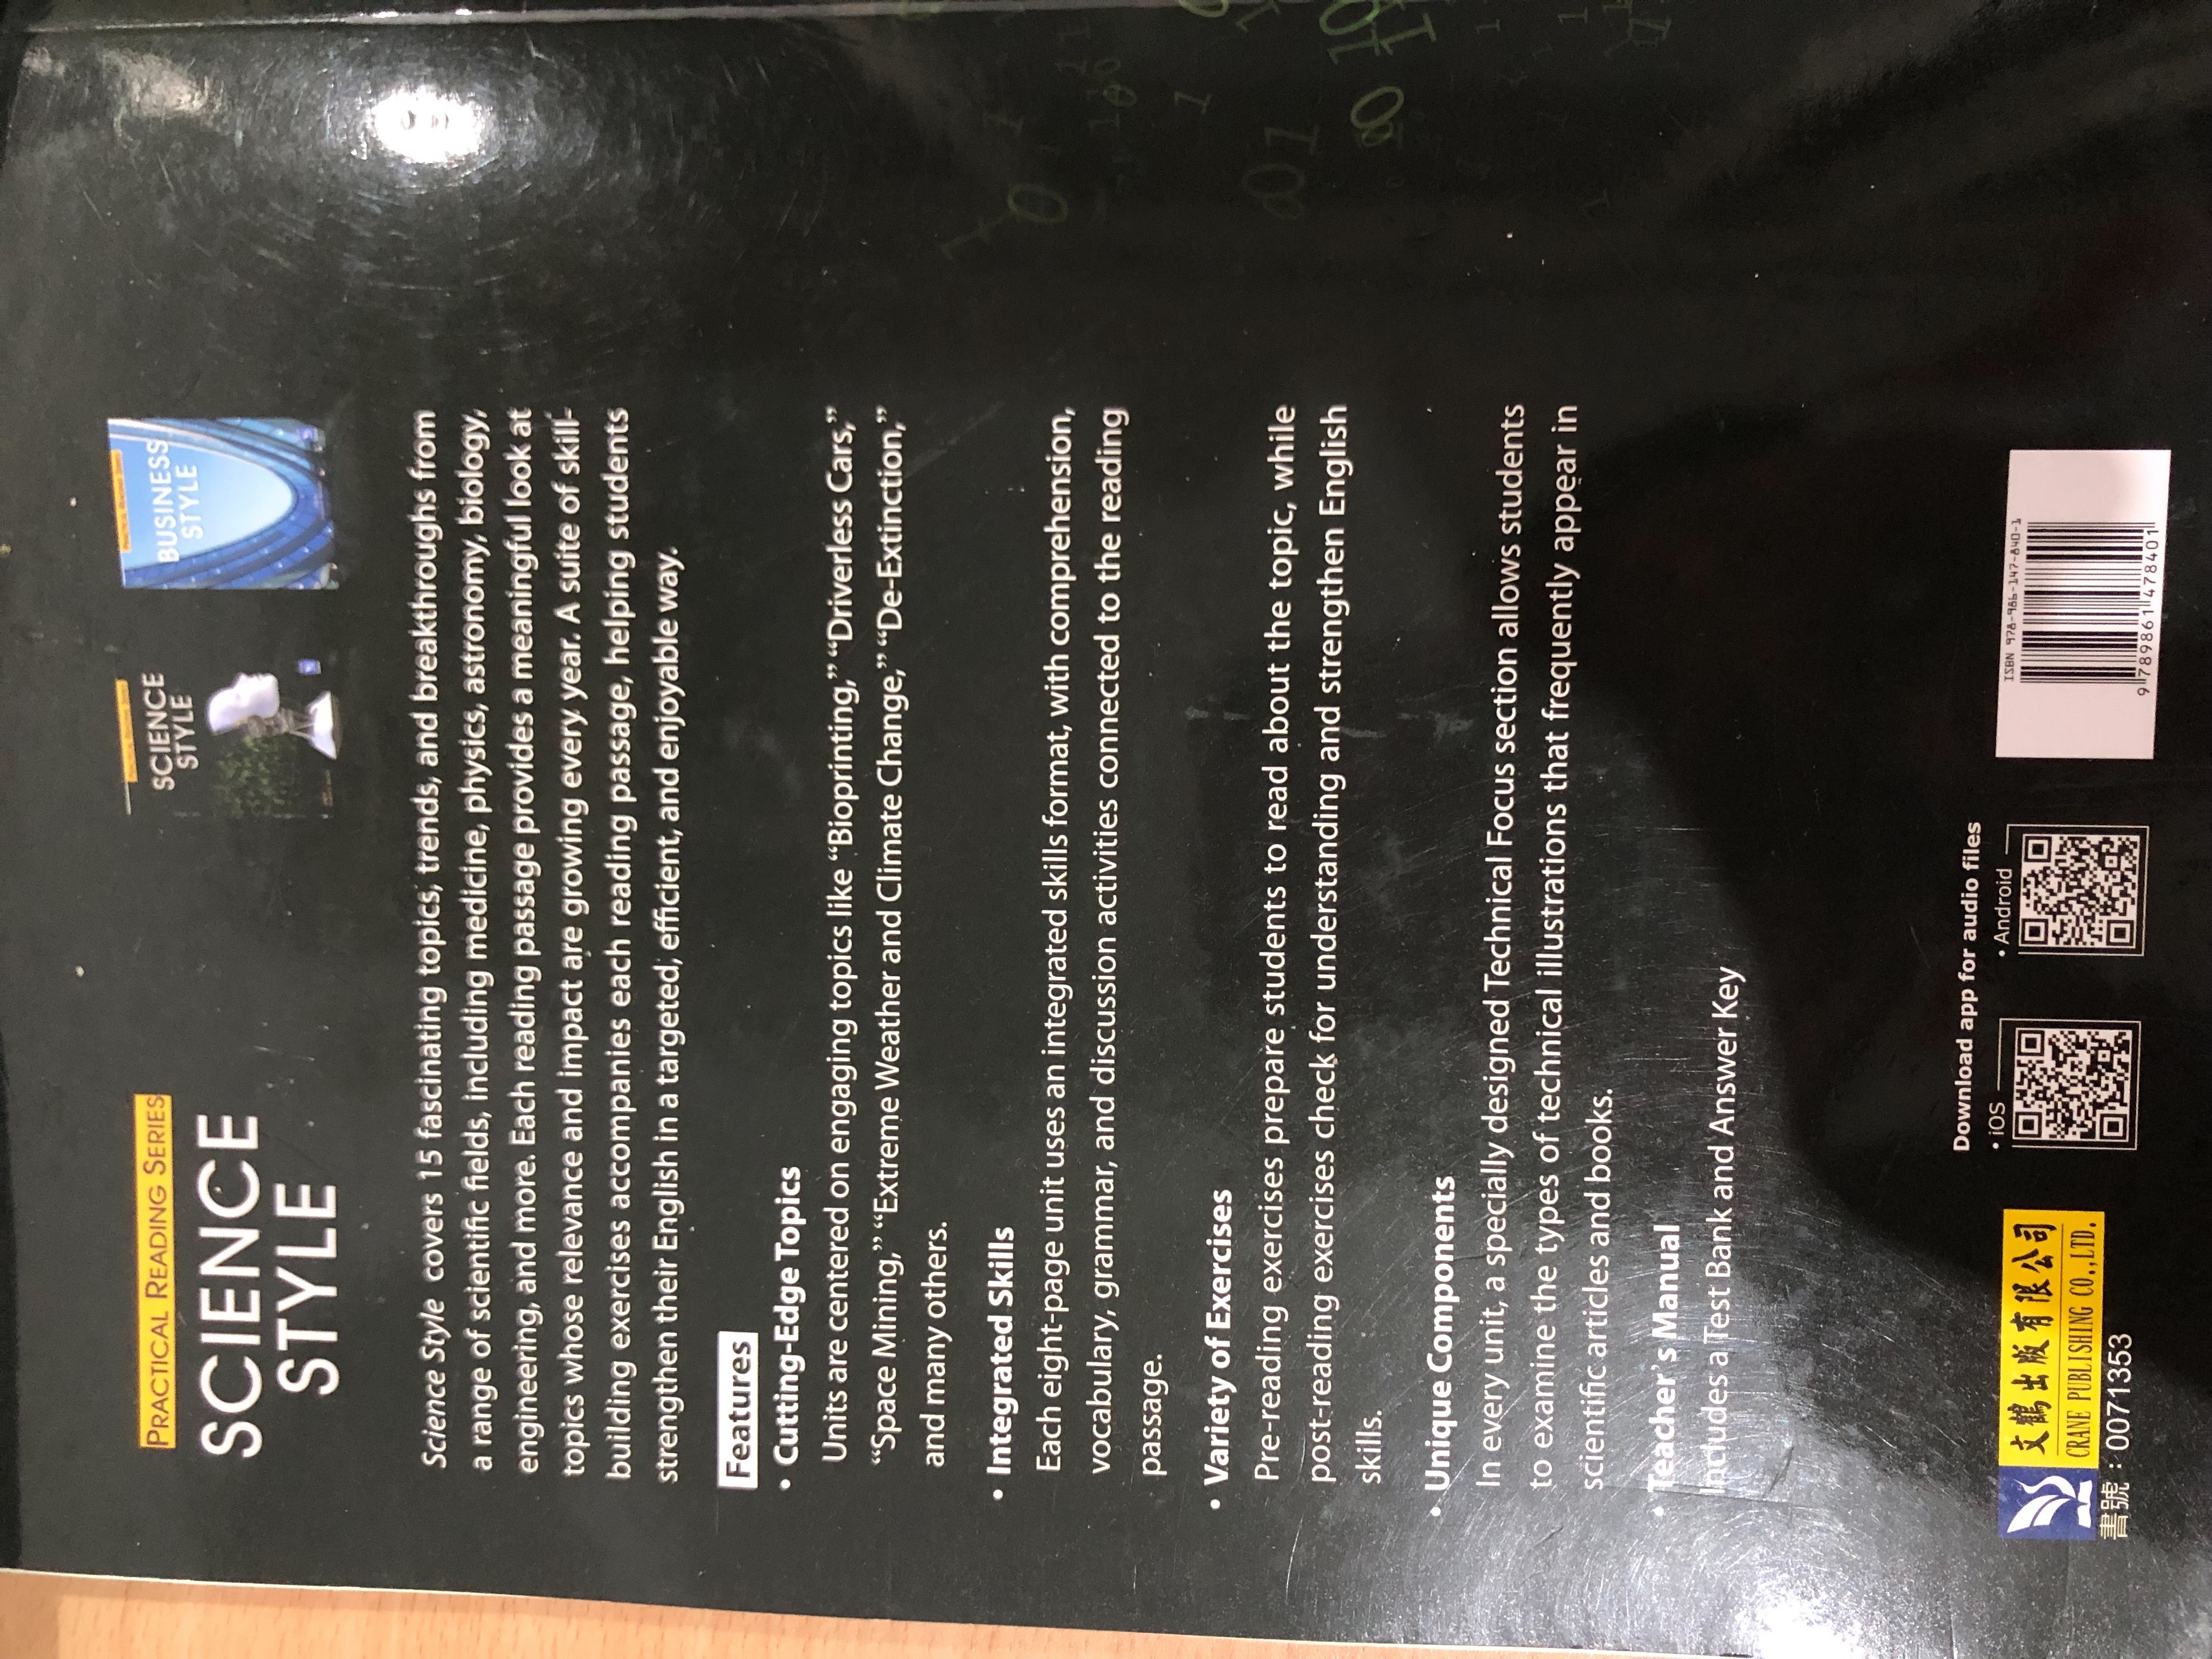 PRACTICAL READING SERIES
SCIENCE
STYLE
PRACTICAL READING SERIES
SCIENCE
STYLE
PRACTICAL READING SERIES
BUSINESS
STYLE
Science Style covers 15 fascinating topics, trends, and breakthroughs from
a range of scientific fields, including medicine, physics, astronomy, biology,
engineering, and more. Each reading passage provides a meaningful look at
topics whose relevance and impact are growing every year. A suite of skill-
building exercises accompanies each reading passage, helping students
strengthen their English in a targeted, efficient, and enjoyable way.
Features
• Cutting-Edge Topics
Units are centered on engaging topics like “Bioprinting,” “Driverless Cars,”
“Space Mining,” “Extreme Weather and Climate Change,” “De-Extinction,”
and many others.
• Integrated Skills
Each eight-page unit uses an integrated skills format, with comprehension,
vocabulary, grammar, and discussion activities connected to the reading
passage.
• Variety of Exercises
Pre-reading exercises prepare students to read about the topic, while
post-reading exercises check for understanding and strengthen English
skills.
• Unique Components
In every unit, a specially designed Technical Focus section allows students
to examine the types of technical illustrations that frequently appear in
scientific articles and books.
• Teacher's Manual
Includes a Test Bank and Answer Key
Download app for audio files
• iOS
• Android
文鶴出版有限公司
CRANE PUBLISHING CO.,LTD.
書號：0071353
ISBN 978-986-147-840-1
9 789861 478401